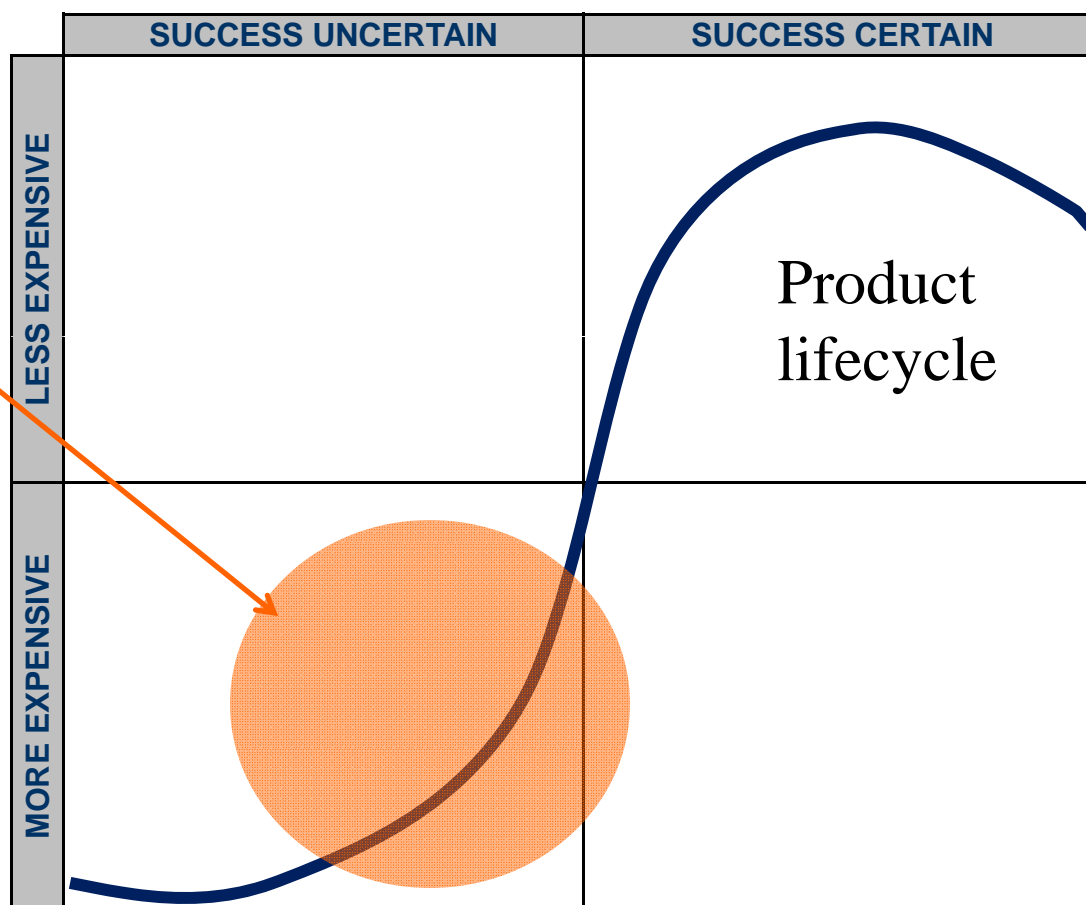 SUCCESS UNCERTAIN
SUCCESS CERTAIN
LESS EXPENSIVE
Product
lifecycle
MORE EXPENSIVE